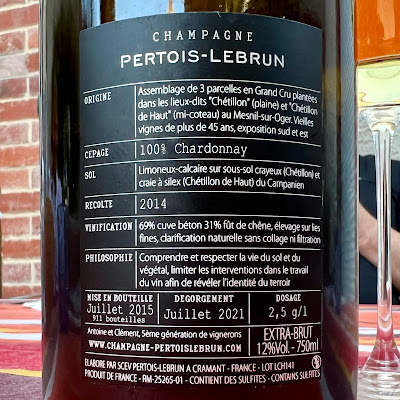 CHAMPAGNE
PERTOIS-LEBRUN
ORIGINE
Assemblage de 3 parcelles en Grand Cru plantées
dans les lieux-dits "Chétillon" (plaine) et "Chétillon
de Haut" (mi-coteau) au Mesnil-sur-Oger. Vieilles
vignes de plus de 45 ans, exposition sud et est
CEPAGE
100% Chardonnay
SOL
Limoneux-calcaire sur sous-sol crayeux (Chétillon) et
craie à silex (Chétillon de Haut) du Campanien
RECOLTE
2014
VINIFICATION
69% cuve béton 31% fût de chêne, élevage sur lies
fines, clarification naturelle sans collage ni filtration
PHILOSOPHIE
Comprendre et respecter la vie du sol et du
végétal, limiter les interventions dans le travail
du vin afin de révéler l'identité du terroir
MISE EN BOUTEILLE
Juillet 2015
911 bouteilles
DEGORGEMENT
Juillet 2021
DOSAGE
2,5 g/l
Antoine et Clément, 5ème génération de vignerons
WWW.CHAMPAGNE-PERTOISLEBRUN.COM
EXTRA-BRUT
12%Vol. - 750ml
ELABORE PAR SCEV PERTOIS-LEBRUN A CRAMANT - FRANCE - LOT LCH141
PRODUIT DE FRANCE - RM-25265-01 - CONTIENT DES SULFITES - CONTAINS SULFITES